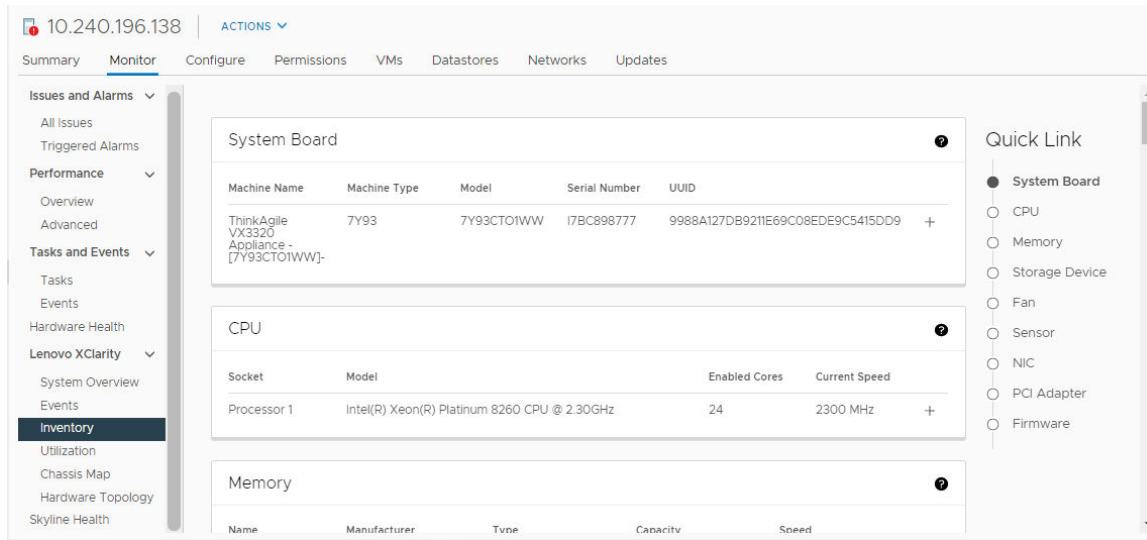 10.240.196.138 ACTIONS
Summary Monitor Configure Permissions VMs Datastores Networks Updates
Issues and Alarms
All Issues
Triggered Alarms
Performance
Overview
Advanced
Tasks and Events
Tasks
Events
Hardware Health
Lenovo XClarity
System Overview
Events
Inventory
Utilization
Chassis Map
Hardware Topology
Skyline Health
System Board
?
Machine Name Machine Type Model Serial Number UUID
ThinkAgile 7Y93 7Y93CTO1WW I7BC898777 9988A127DB9211E69C08EDE9C5415DD9 +
VX3320
Appliance -
[7Y93CTO1WW]-
CPU
?
Socket Model Enabled Cores Current Speed
Processor 1 Intel(R) Xeon(R) Platinum 8260 CPU @ 2.30GHz 24 2300 MHz +
Memory
?
Name Manufacturer Type Capacity Speed
Quick Link
System Board
CPU
Memory
Storage Device
Fan
Sensor
NIC
PCI Adapter
Firmware